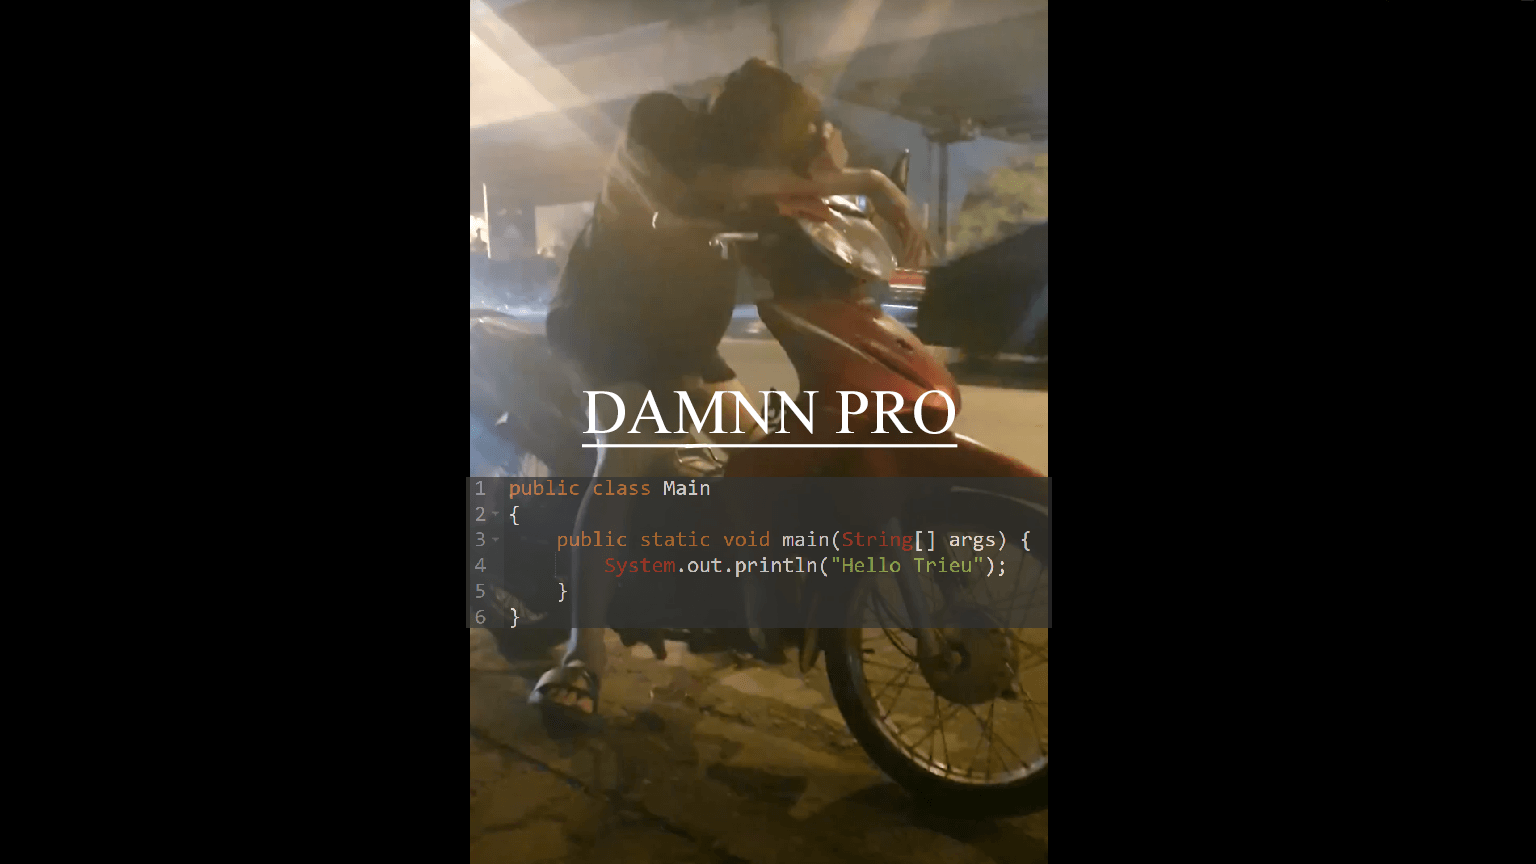 DAMNN PRO
1 public class Main
2 {
3     public static void main(String[] args) {
4         System.out.println("Hello Trieu");
5     }
6 }